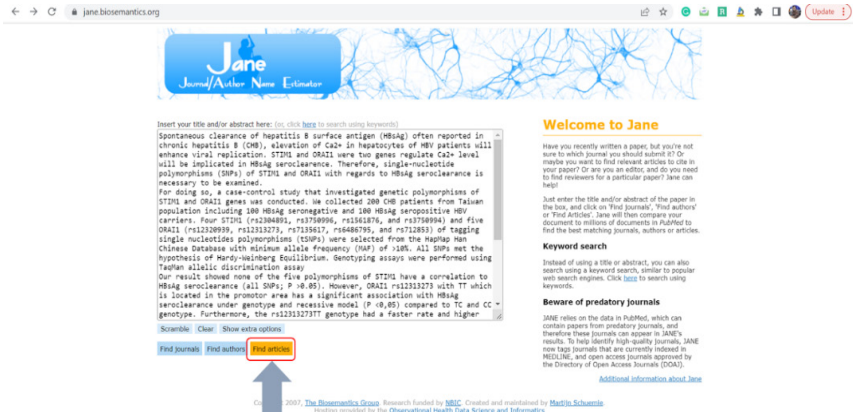 jane.biosemantics.org
Update
Jane
Journal/Author Name Estimator
Insert your title and/or abstract here: (or, click here to search using keywords)
Spontaneous clearance of hepatitis B surface antigen (HBsAg) often reported in
chronic hepatitis B (CHB), elevation of Ca2+ in hepatocytes of HBV patients will
enhance viral replication. STIM1 and ORAI1 were two genes regulate Ca2+ level
will be implicated in HBsAg seroclearence. Therefore, single-nucleotide
polymorphisms (SNPs) of STIM1 and ORAI1 with regards to HBsAg seroclearance is
necessary to be examined.
For doing so, a case-control study that investigated genetic polymorphisms of
STIM1 and ORAI1 genes was conducted. We collected 200 CHB patients from Taiwan
population including 100 HBsAg seronegative and 100 HBsAg seropositive HBV
carriers. Four STIM1 (rs2304891, rs3750996, rs1561876, and rs3750994) and five
ORAI1 (rs12320939, rs12313273, rs7135617, rs6486795, and rs712853) of tagging
single nucleotides polymorphisms (tSNPs) were selected from the HapMap Han
Chinese Database with minimum allele frequency (MAF) of >10%. All SNPs met the
hypothesis of Hardy-Weinberg Equilibrium. Genotyping assays were performed using
TaqMan allelic discrimination assay
Our result showed none of the five polymorphisms of STIM1 have a correlation to
HBsAg seroclearance (all SNPs; P >0.05). However, ORAI1 rs12313273 with TT which
is located in the promotor area has a significant association with HBsAg
seroclearance under genotype and recessive model (P <0,05) compared to TC and CC
genotype. Furthermore, the rs12313273TT genotype had a faster rate and higher
Scramble Clear Show extra options
Find journals Find authors Find articles
Welcome to Jane
Have you recently written a paper, but you're not
sure to which journal you should submit it? Or
maybe you want to find relevant articles to cite in
your paper? Or are you an editor, and do you need
to find reviewers for a particular paper? Jane can
help!
Just enter the title and/or abstract of the paper in
the box, and click on 'Find journals', 'Find authors'
or 'Find Articles'. Jane will then compare your
document to millions of documents in PubMed to
find the best matching journals, authors or articles.
Keyword search
Instead of using a title or abstract, you can also
search using a keyword search, similar to popular
web search engines. Click here to search using
keywords.
Beware of predatory journals
JANE relies on the data in PubMed, which can
contain papers from predatory journals, and
therefore these journals can appear in JANE's
results. To help identify high-quality journals, JANE
now tags journals that are currently indexed in
MEDLINE, and open access journals approved by
the Directory of Open Access Journals (DOAJ).
Additional information about Jane
2007, The Biosemantics Group. Research funded by NBIC. Created and maintained by Martijn Schuemie.
Hosting provided by the Observational Health Data Science and Informatics